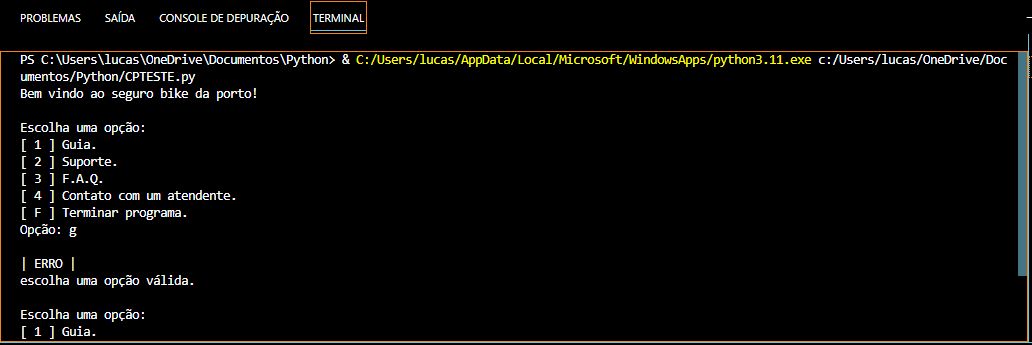 PROBLEMAS SAÍDA CONSOLE DE DEPURAÇÃO TERMINAL
PS C:\Users\lucas\OneDrive\Documentos\Python> & C:/Users/lucas/AppData/Local/Microsoft/WindowsApps/python3.11.exe c:/Users/lucas/OneDrive/Doc
umentos/Python/CPTESTE.py
Bem vindo ao seguro bike da porto!
Escolha uma opção:
[ 1 ] Guia.
[ 2 ] Suporte.
[ 3 ] F.A.Q.
[ 4 ] Contato com um atendente.
[ F ] Terminar programa.
Opção: g
| ERRO |
escolha uma opção válida.
Escolha uma opção:
[ 1 ] Guia.